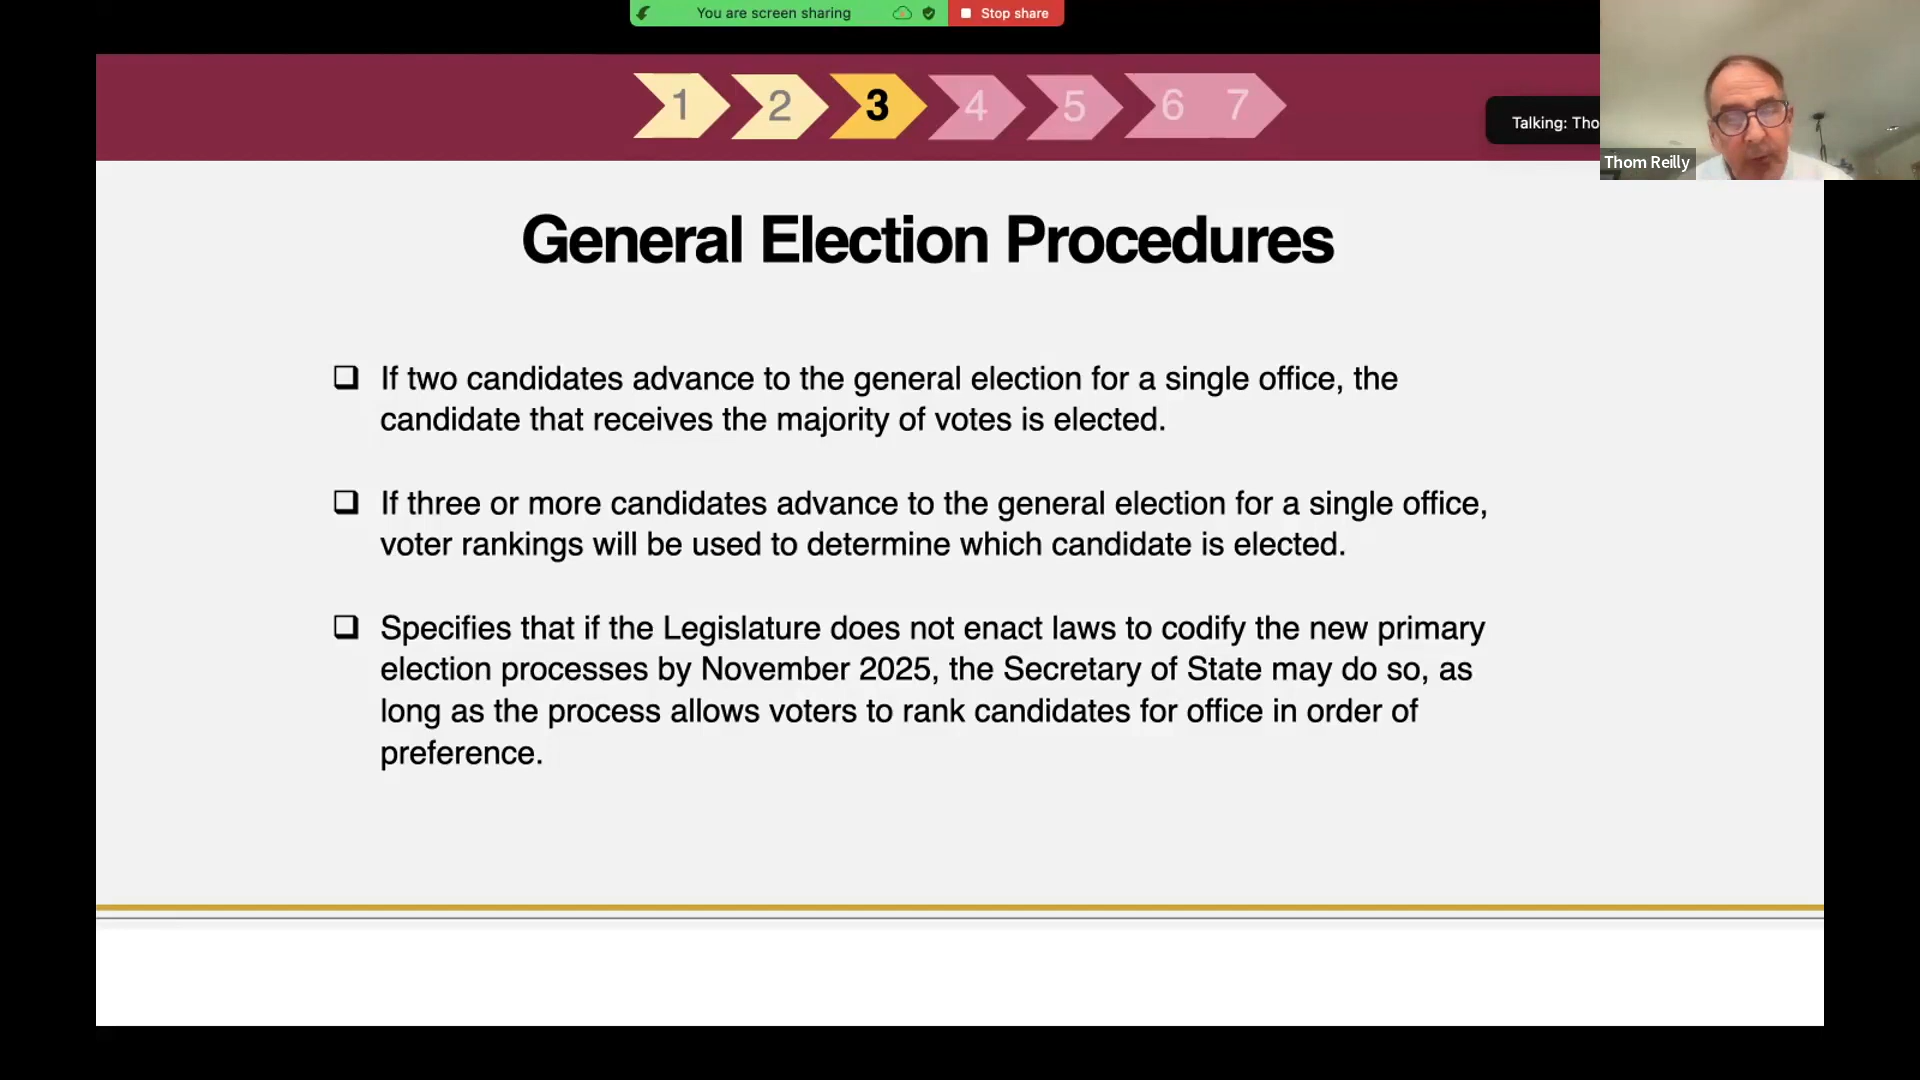 You are screen sharing
Stop share
1 2 3 4 5 6 7
Talking: Tho
Thom Reilly
General Election Procedures
If two candidates advance to the general election for a single office, the
candidate that receives the majority of votes is elected.
If three or more candidates advance to the general election for a single office,
voter rankings will be used to determine which candidate is elected.
Specifies that if the Legislature does not enact laws to codify the new primary
election processes by November 2025, the Secretary of State may do so, as
long as the process allows voters to rank candidates for office in order of
preference.